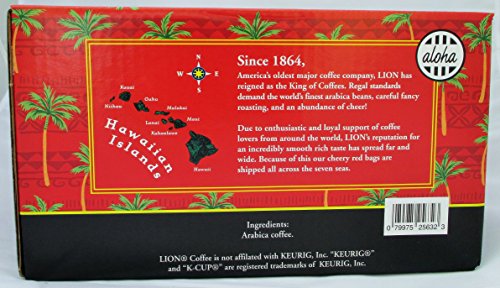 aloha
N
W E
S
Kauai
Niihau
Oahu
Molokai
Lanai
Maui
Kahoolawe
Hawaii
Hawaiian
Islands
Since 1864,
America's oldest major coffee company, LION has
reigned as the King of Coffees. Regal standards
demand the world's finest arabica beans, careful fancy
roasting, and an abundance of cheer!
Due to enthusiastic and loyal support of coffee
lovers from around the world, LION's reputation for
an incredibly smooth rich taste has spread far and
wide. Because of this our cheery red bags are
shipped all across the seven seas.
0 79975 25632 3
Ingredients:
Arabica coffee.
LION® Coffee is not affiliated with KEURIG, Inc. "KEURIG®"
and "K-CUP®" are registered trademarks of KEURIG, Inc.